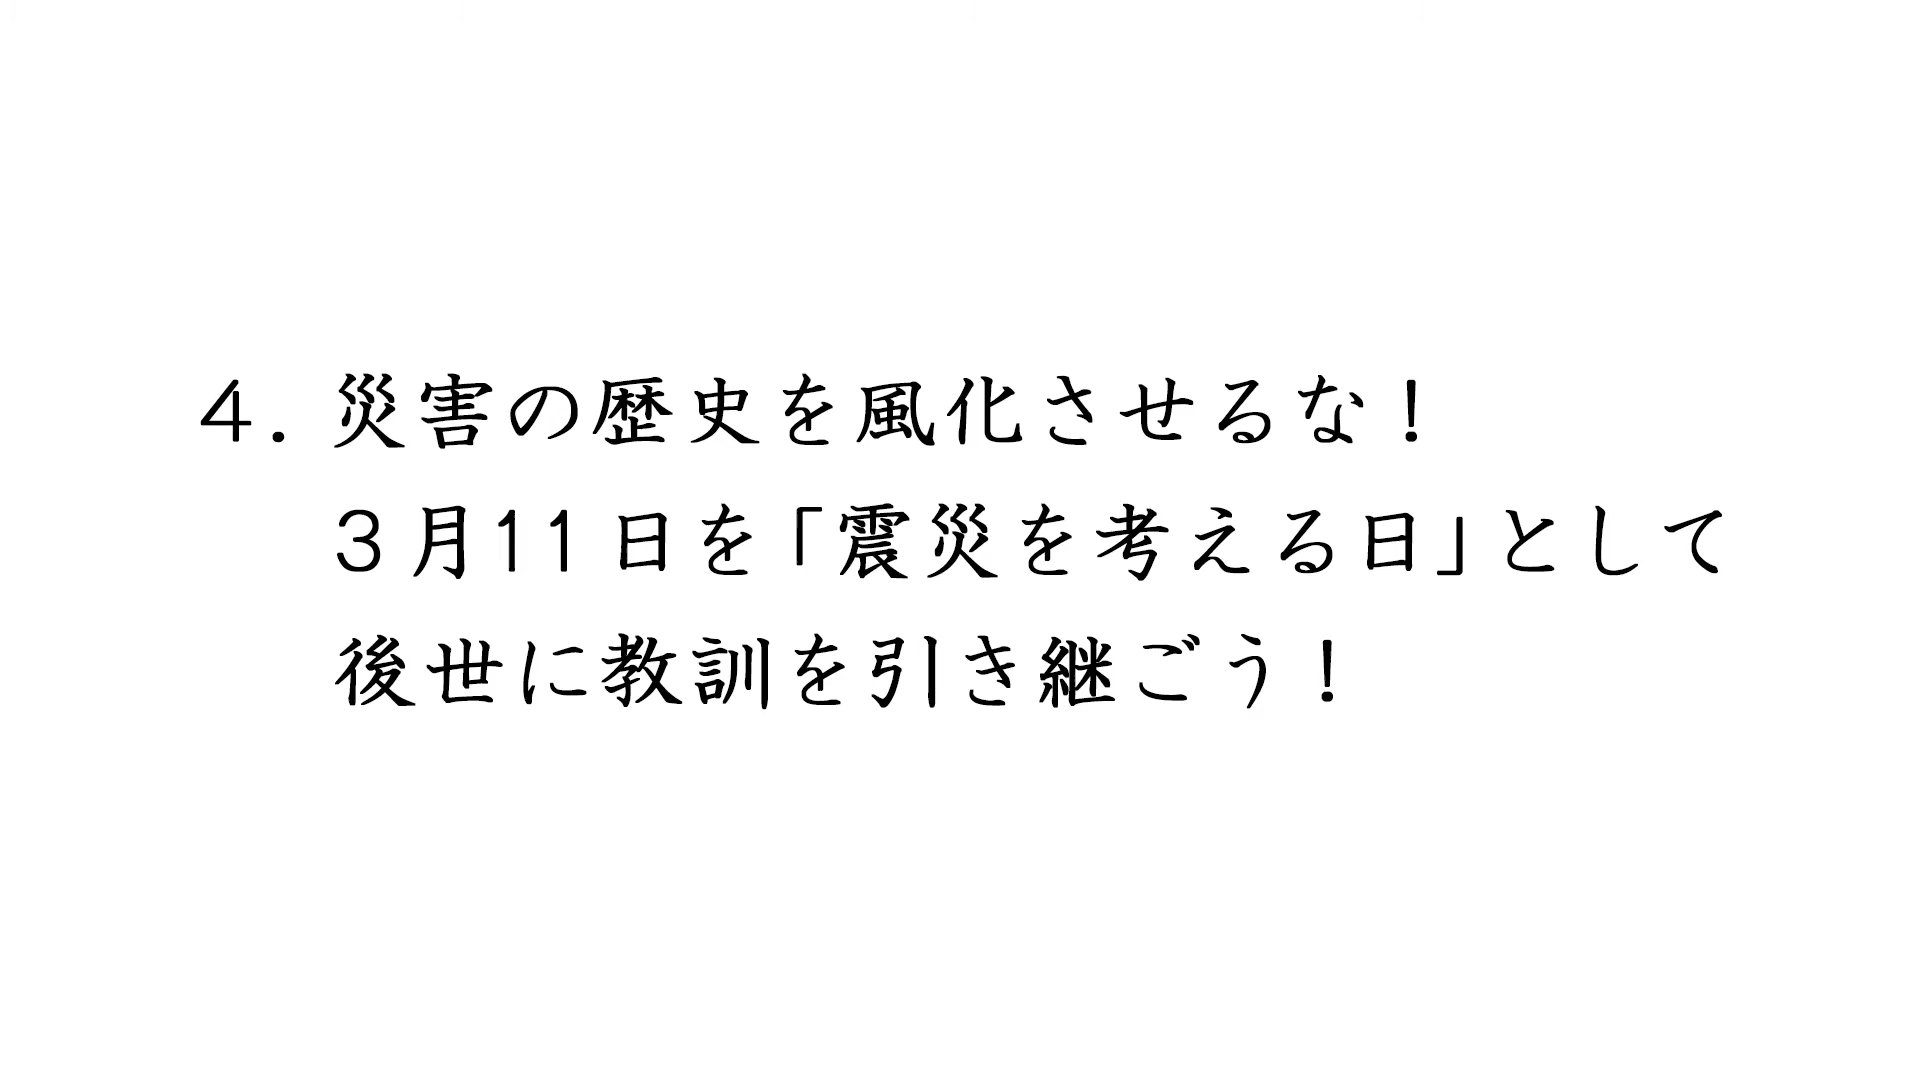 ４．災害の歴史を風化させるな！
３月11日を「震災を考える日」として
後世に教訓を引き継ごう！